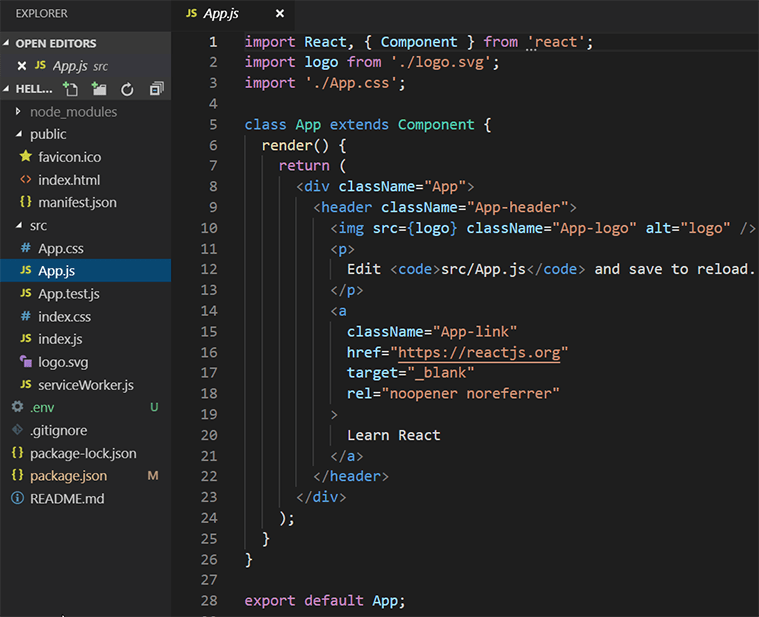 EXPLORER
OPEN EDITORS
JS App.js src
HELL...
node_modules
public
favicon.ico
<> index.html
{} manifest.json
src
# App.css
JS App.js
JS App.test.js
# index.css
JS index.js
logo.svg
JS serviceWorker.js
.env U
.gitignore
{} package-lock.json
{} package.json M
README.md
JS App.js
1 import React, { Component } from 'react';
2 import logo from './logo.svg';
3 import './App.css';
4
5 class App extends Component {
6 render() {
7 return (
8 <div className="App">
9 <header className="App-header">
10 <img src={logo} className="App-logo" alt="logo" />
11 <p>
12 Edit <code>src/App.js</code> and save to reload.
13 </p>
14 <a
15 className="App-link"
16 href="https://reactjs.org"
17 target="_blank"
18 rel="noopener noreferrer"
19 >
20 Learn React
21 </a>
22 </header>
23 </div>
24 );
25 }
26 }
27
28 export default App;